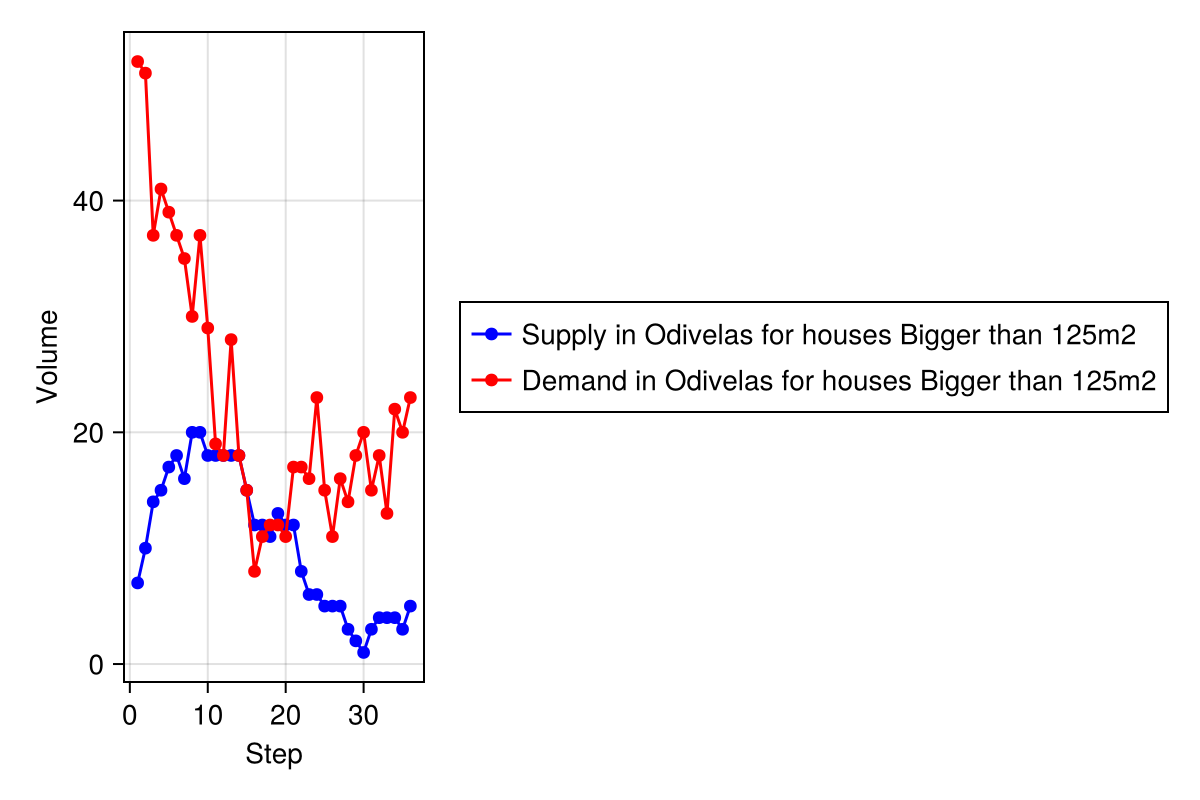 Volume
40
20
0
0 10 20 30
Step
Supply in Odivelas for houses Bigger than 125m2
Demand in Odivelas for houses Bigger than 125m2